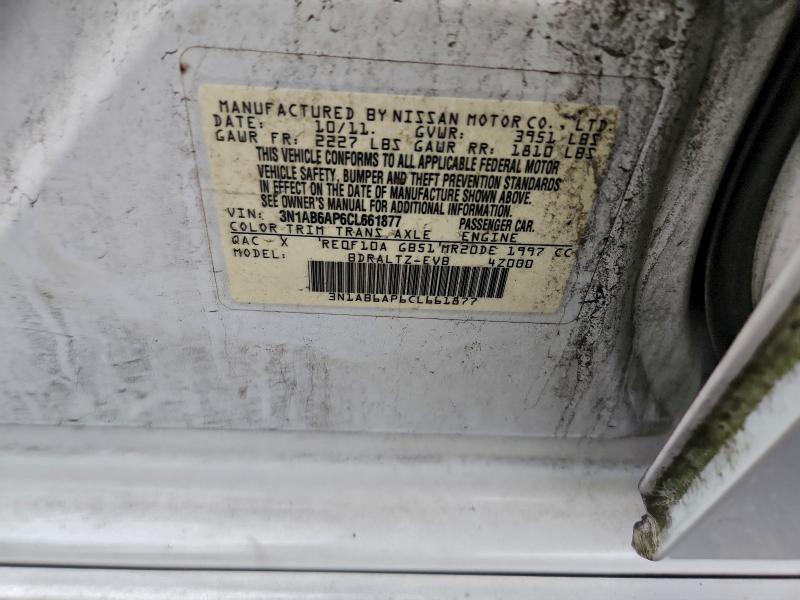 MANUFACTURED BY NISSAN MOTOR CO., LTD.
DATE: 10/11. GVWR: 3951 LBS
GAWR FR: 2227 LBS GAWR RR: 1810 LBS
THIS VEHICLE CONFORMS TO ALL APPLICABLE FEDERAL MOTOR
VEHICLE SAFETY, BUMPER AND THEFT PREVENTION STANDARDS
IN EFFECT ON THE DATE OF MANUFACTURE SHOWN ABOVE.
SEE OWNER'S MANUAL FOR ADDITIONAL INFORMATION.
VIN: 3N1AB6AP6CL661877 PASSENGER CAR.
COLOR TRIM TRANS AXLE ENGINE
QAC - X RE0F10A GB51 MR20DE 1997 CC
MODEL: BDRALTZ-EVB 4Z000
3N1AB6AP6CL661877